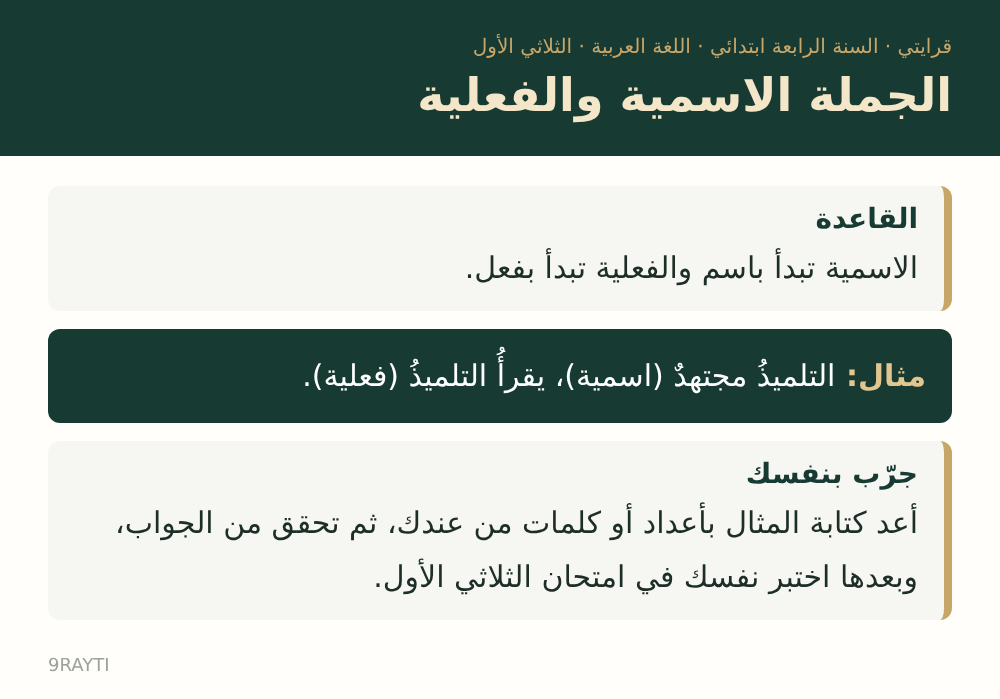 قرايتي · السنة الرابعة ابتدائي · اللغة العربية · الثلاثي الأول
الجملة الاسمية والفعلية
القاعدة
الاسمية تبدأ باسم والفعلية تبدأ بفعل.
مثال: التلميذُ مجتهدٌ (اسمية)، يقرأُ التلميذُ (فعلية).
جرّب بنفسك
أعد كتابة المثال بأعداد أو كلمات من عندك، ثم تحقق من الجواب،
وبعدها اختبر نفسك في امتحان الثلاثي الأول.
9RAYTI